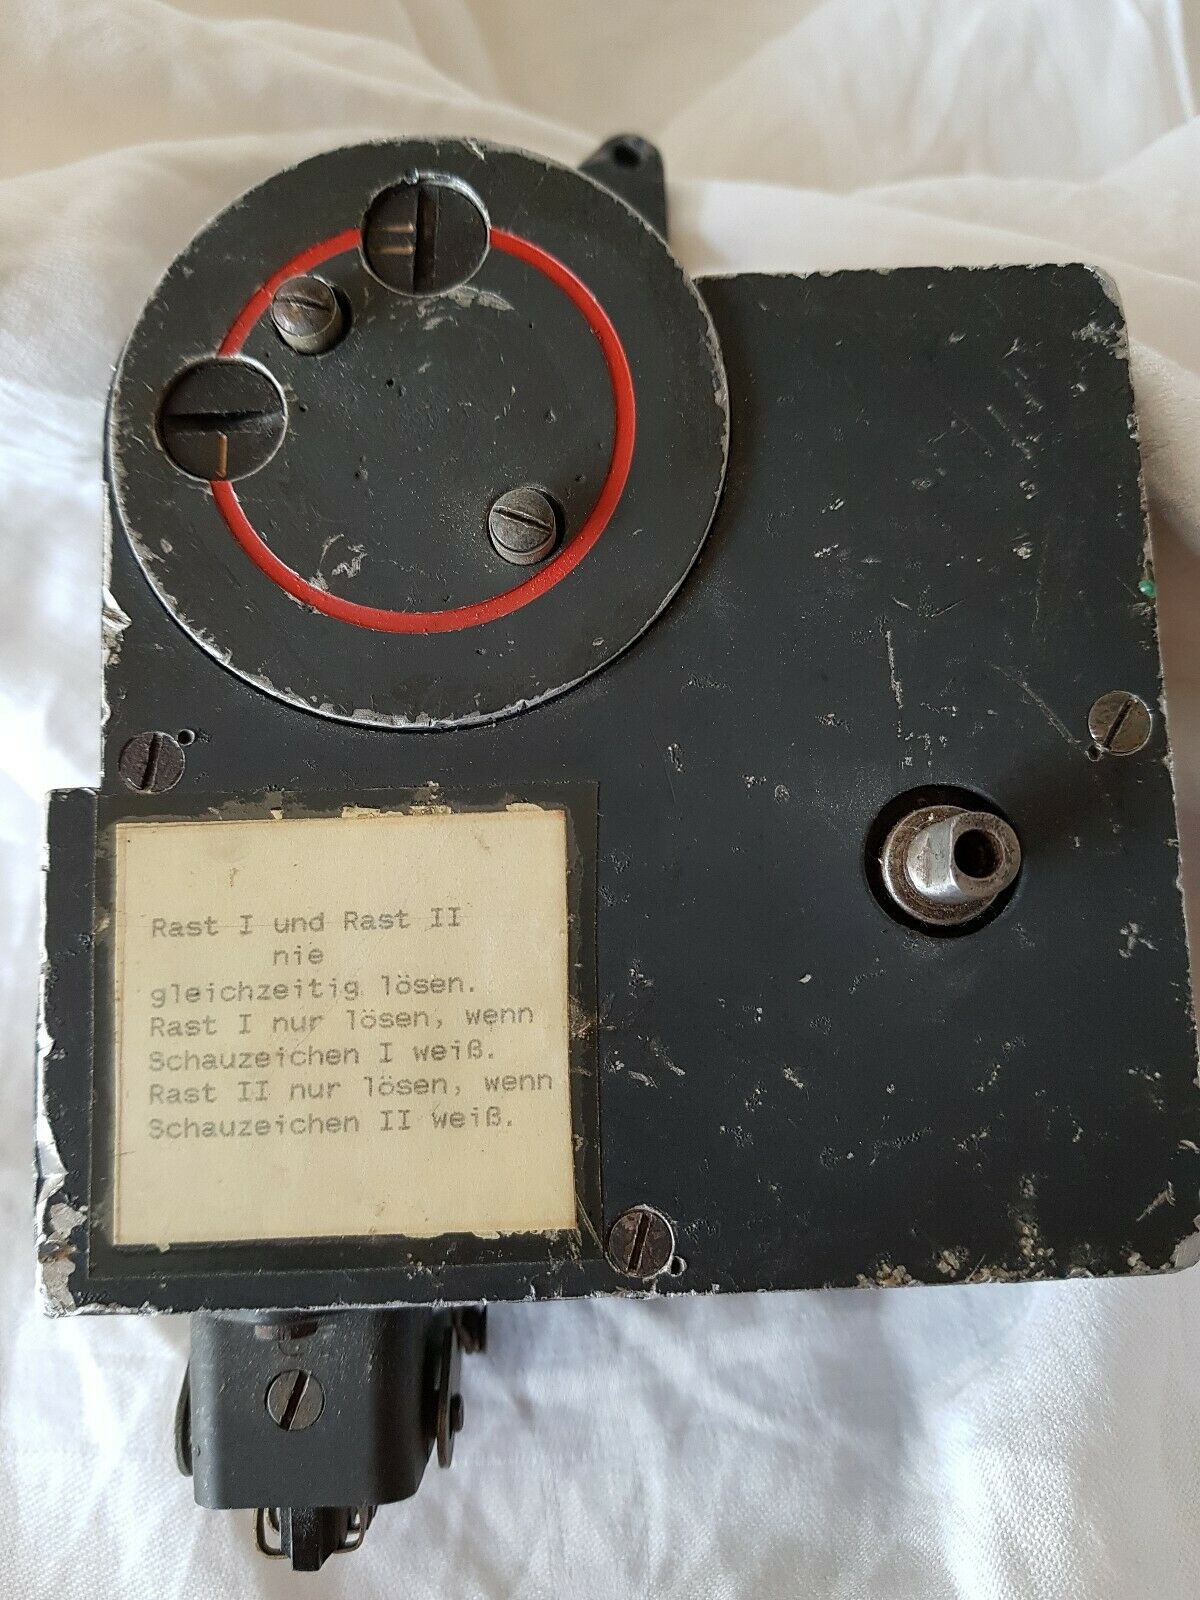 II
I
Rast I und Rast II
nie
gleichzeitig lösen.
Rast I nur lösen, wenn
Schauzeichen I weiß.
Rast II nur lösen, wenn
Schauzeichen II weiß.